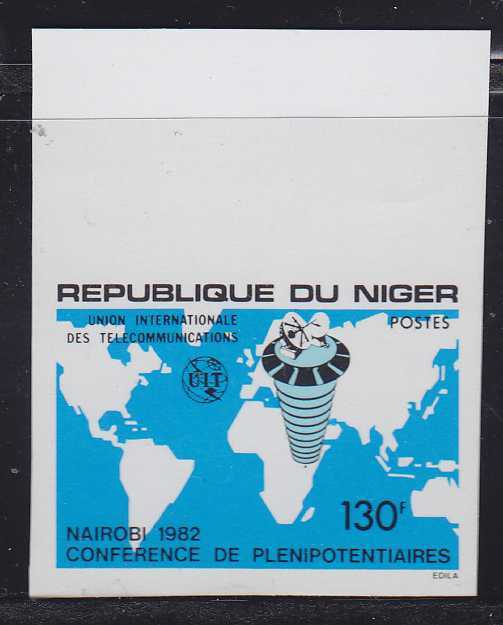 REPUBLIQUE DU NIGER
UNION INTERNATIONALE
DES TELECOMMUNICATIONS
POSTES
UIT
130F
NAIROBI 1982
CONFERENCE DE PLENIPOTENTIAIRES
EDILA